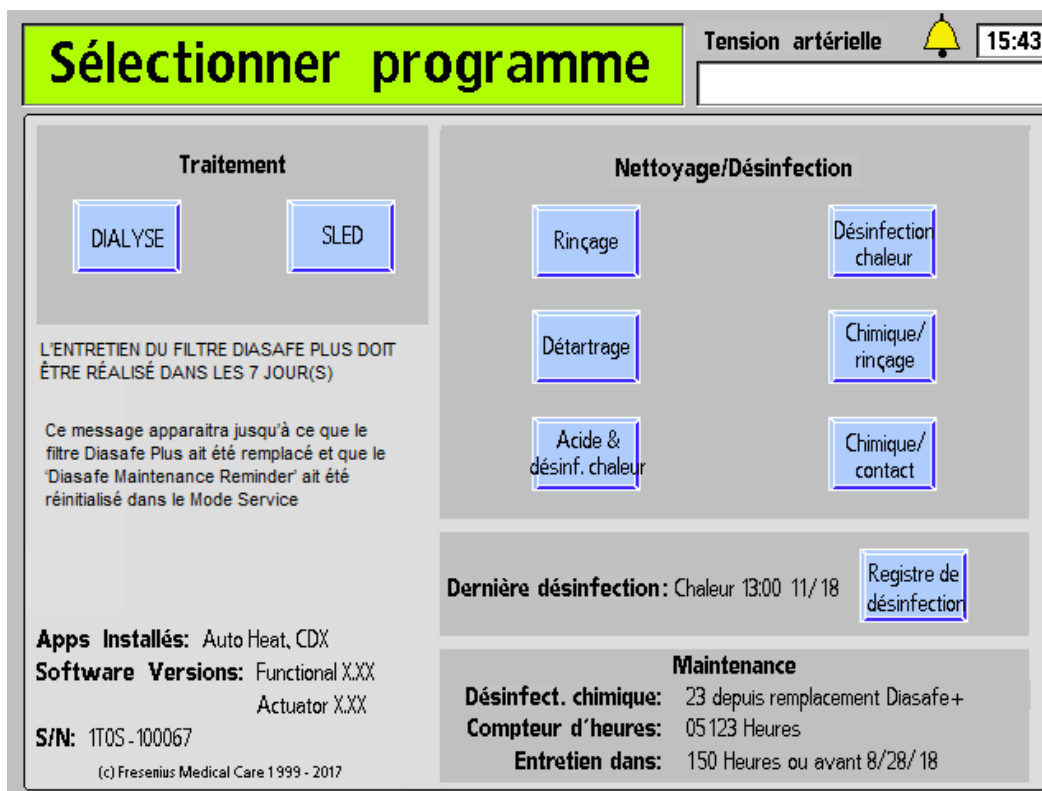 Sélectionner programme
Tension artérielle
15:43
Traitement
DIALYSE
SLED
L'ENTRETIEN DU FILTRE DIASAFE PLUS DOIT
ÊTRE RÉALISÉ DANS LES 7 JOUR(S)
Ce message apparaitra jusqu'à ce que le
filtre Diasafe Plus ait été remplacé et que le
'Diasafe Maintenance Reminder' ait été
réinitialisé dans le Mode Service
Apps Installés: Auto Heat, CDX
Software Versions: Functional X.XX
Actuator X.XX
S/N: 1T0S-100067
(c) Fresenius Medical Care 1999 - 2017
Nettoyage/Désinfection
Rinçage
Désinfection
chaleur
Détartrage
Chimique/
rinçage
Acide &
désinf. chaleur
Chimique/
contact
Dernière désinfection: Chaleur 13:00 11/ 18
Registre de
désinfection
Maintenance
Désinfect. chimique: 23 depuis remplacement Diasafe+
Compteur d'heures: 05123 Heures
Entretien dans: 150 Heures ou avant 8/28/ 18